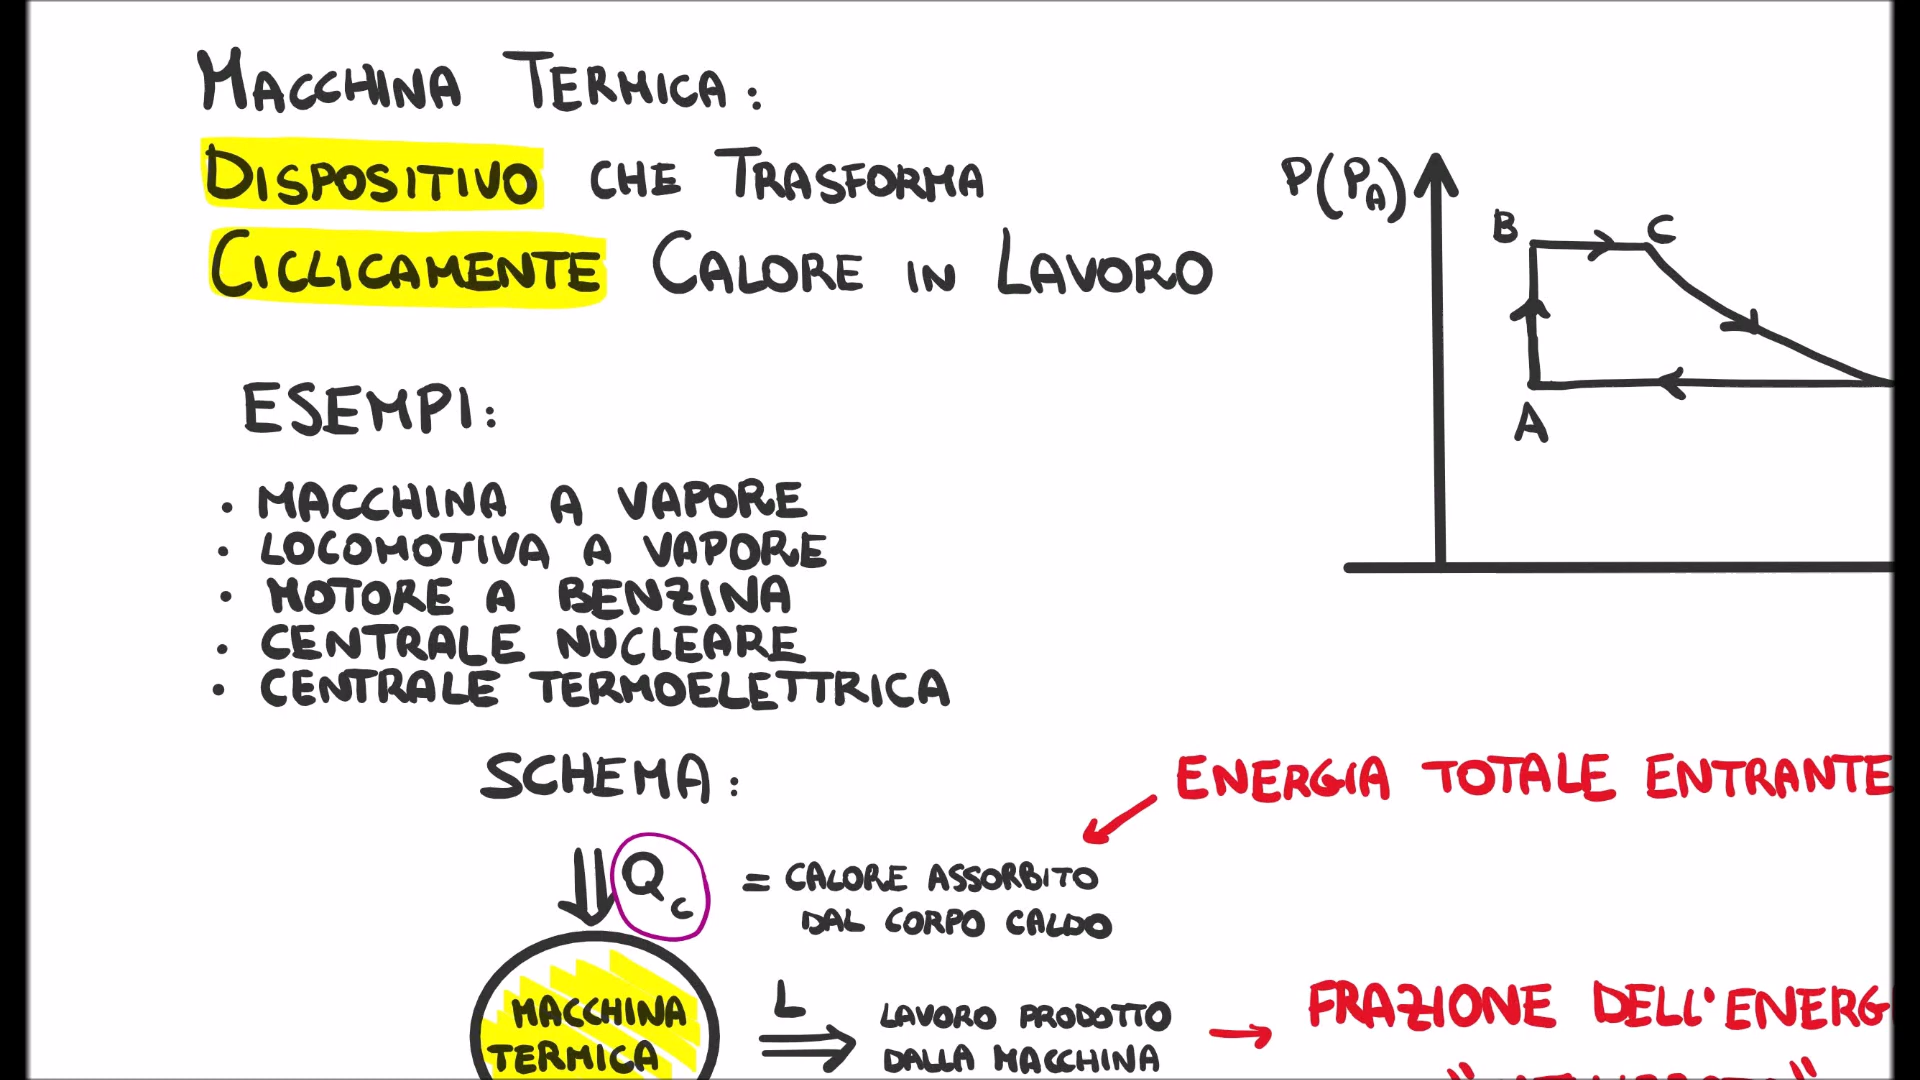 MACCHINA TERMICA:
DISPOSITIVO CHE TRASFORMA
CICLICAMENTE CALORE IN LAVORO
P(PA)
B
C
A
ESEMPI:
• MACCHINA A VAPORE
• LOCOMOTIVA A VAPORE
• MOTORE A BENZINA
• CENTRALE NUCLEARE
• CENTRALE TERMOELETTRICA
SCHEMA:
ENERGIA TOTALE ENTRANTE
Qc = CALORE ASSORBITO
DAL CORPO CALDO
MACCHINA
TERMICA
L
LAVORO PRODOTTO
DALLA MACCHINA
FRAZIONE DELL'ENERG